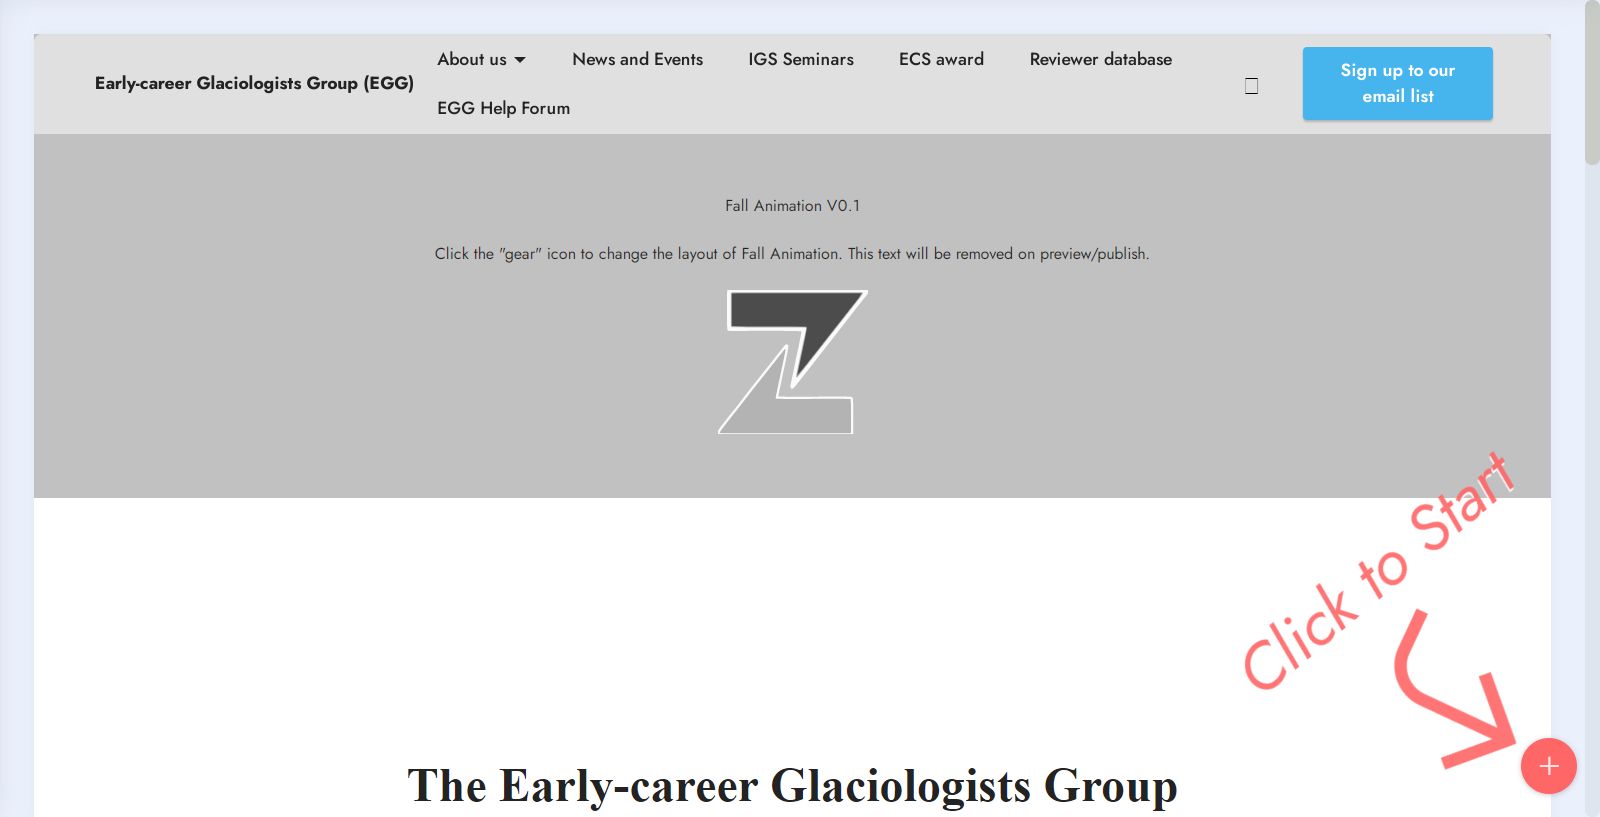 Early-career Glaciologists Group (EGG)
About us
News and Events
IGS Seminars
ECS award
Reviewer database
EGG Help Forum
Sign up to our
email list
Fall Animation V0.1
Click the "gear" icon to change the layout of Fall Animation. This text will be removed on preview/publish.
Click to Start
The Early-career Glaciologists Group